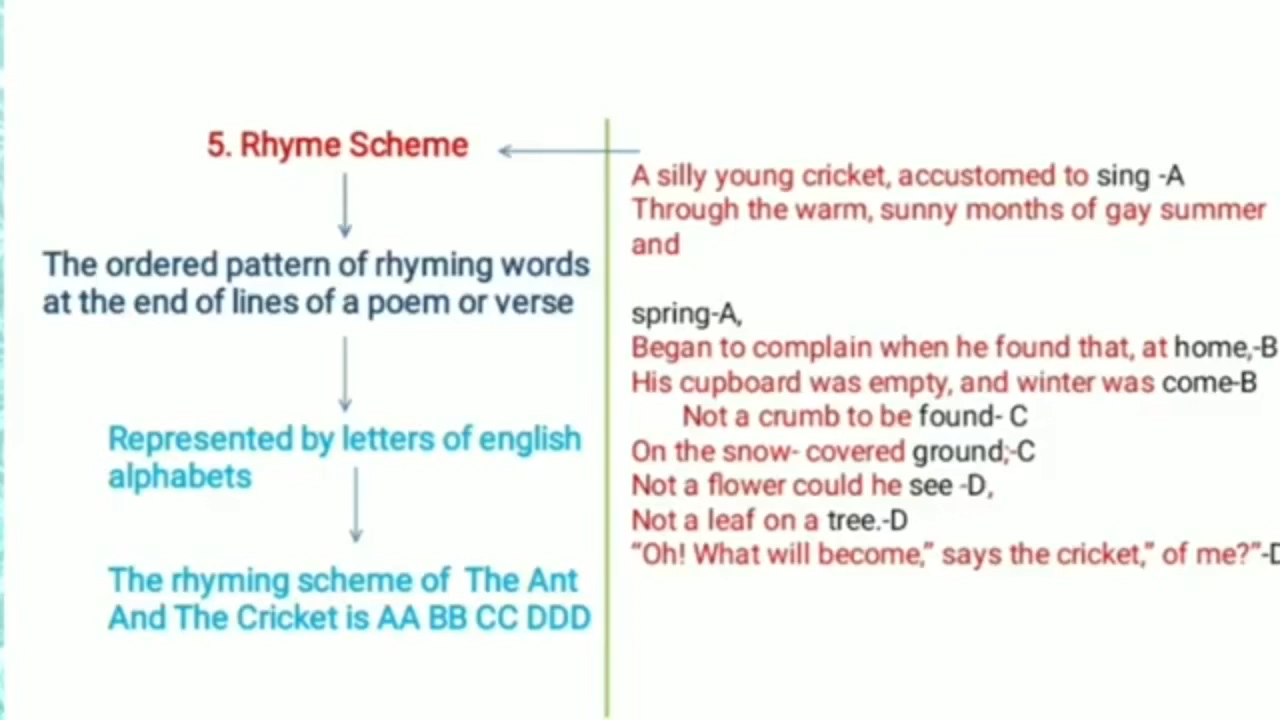 5. Rhyme Scheme
The ordered pattern of rhyming words
at the end of lines of a poem or verse
Represented by letters of english
alphabets
The rhyming scheme of The Ant
And The Cricket is AA BB CC DDD
A silly young cricket, accustomed to sing -A
Through the warm, sunny months of gay summer
and
spring-A,
Began to complain when he found that, at home,-B
His cupboard was empty, and winter was come-B
Not a crumb to be found- C
On the snow- covered ground;-C
Not a flower could he see -D,
Not a leaf on a tree.-D
“Oh! What will become,” says the cricket,” of me?”-D